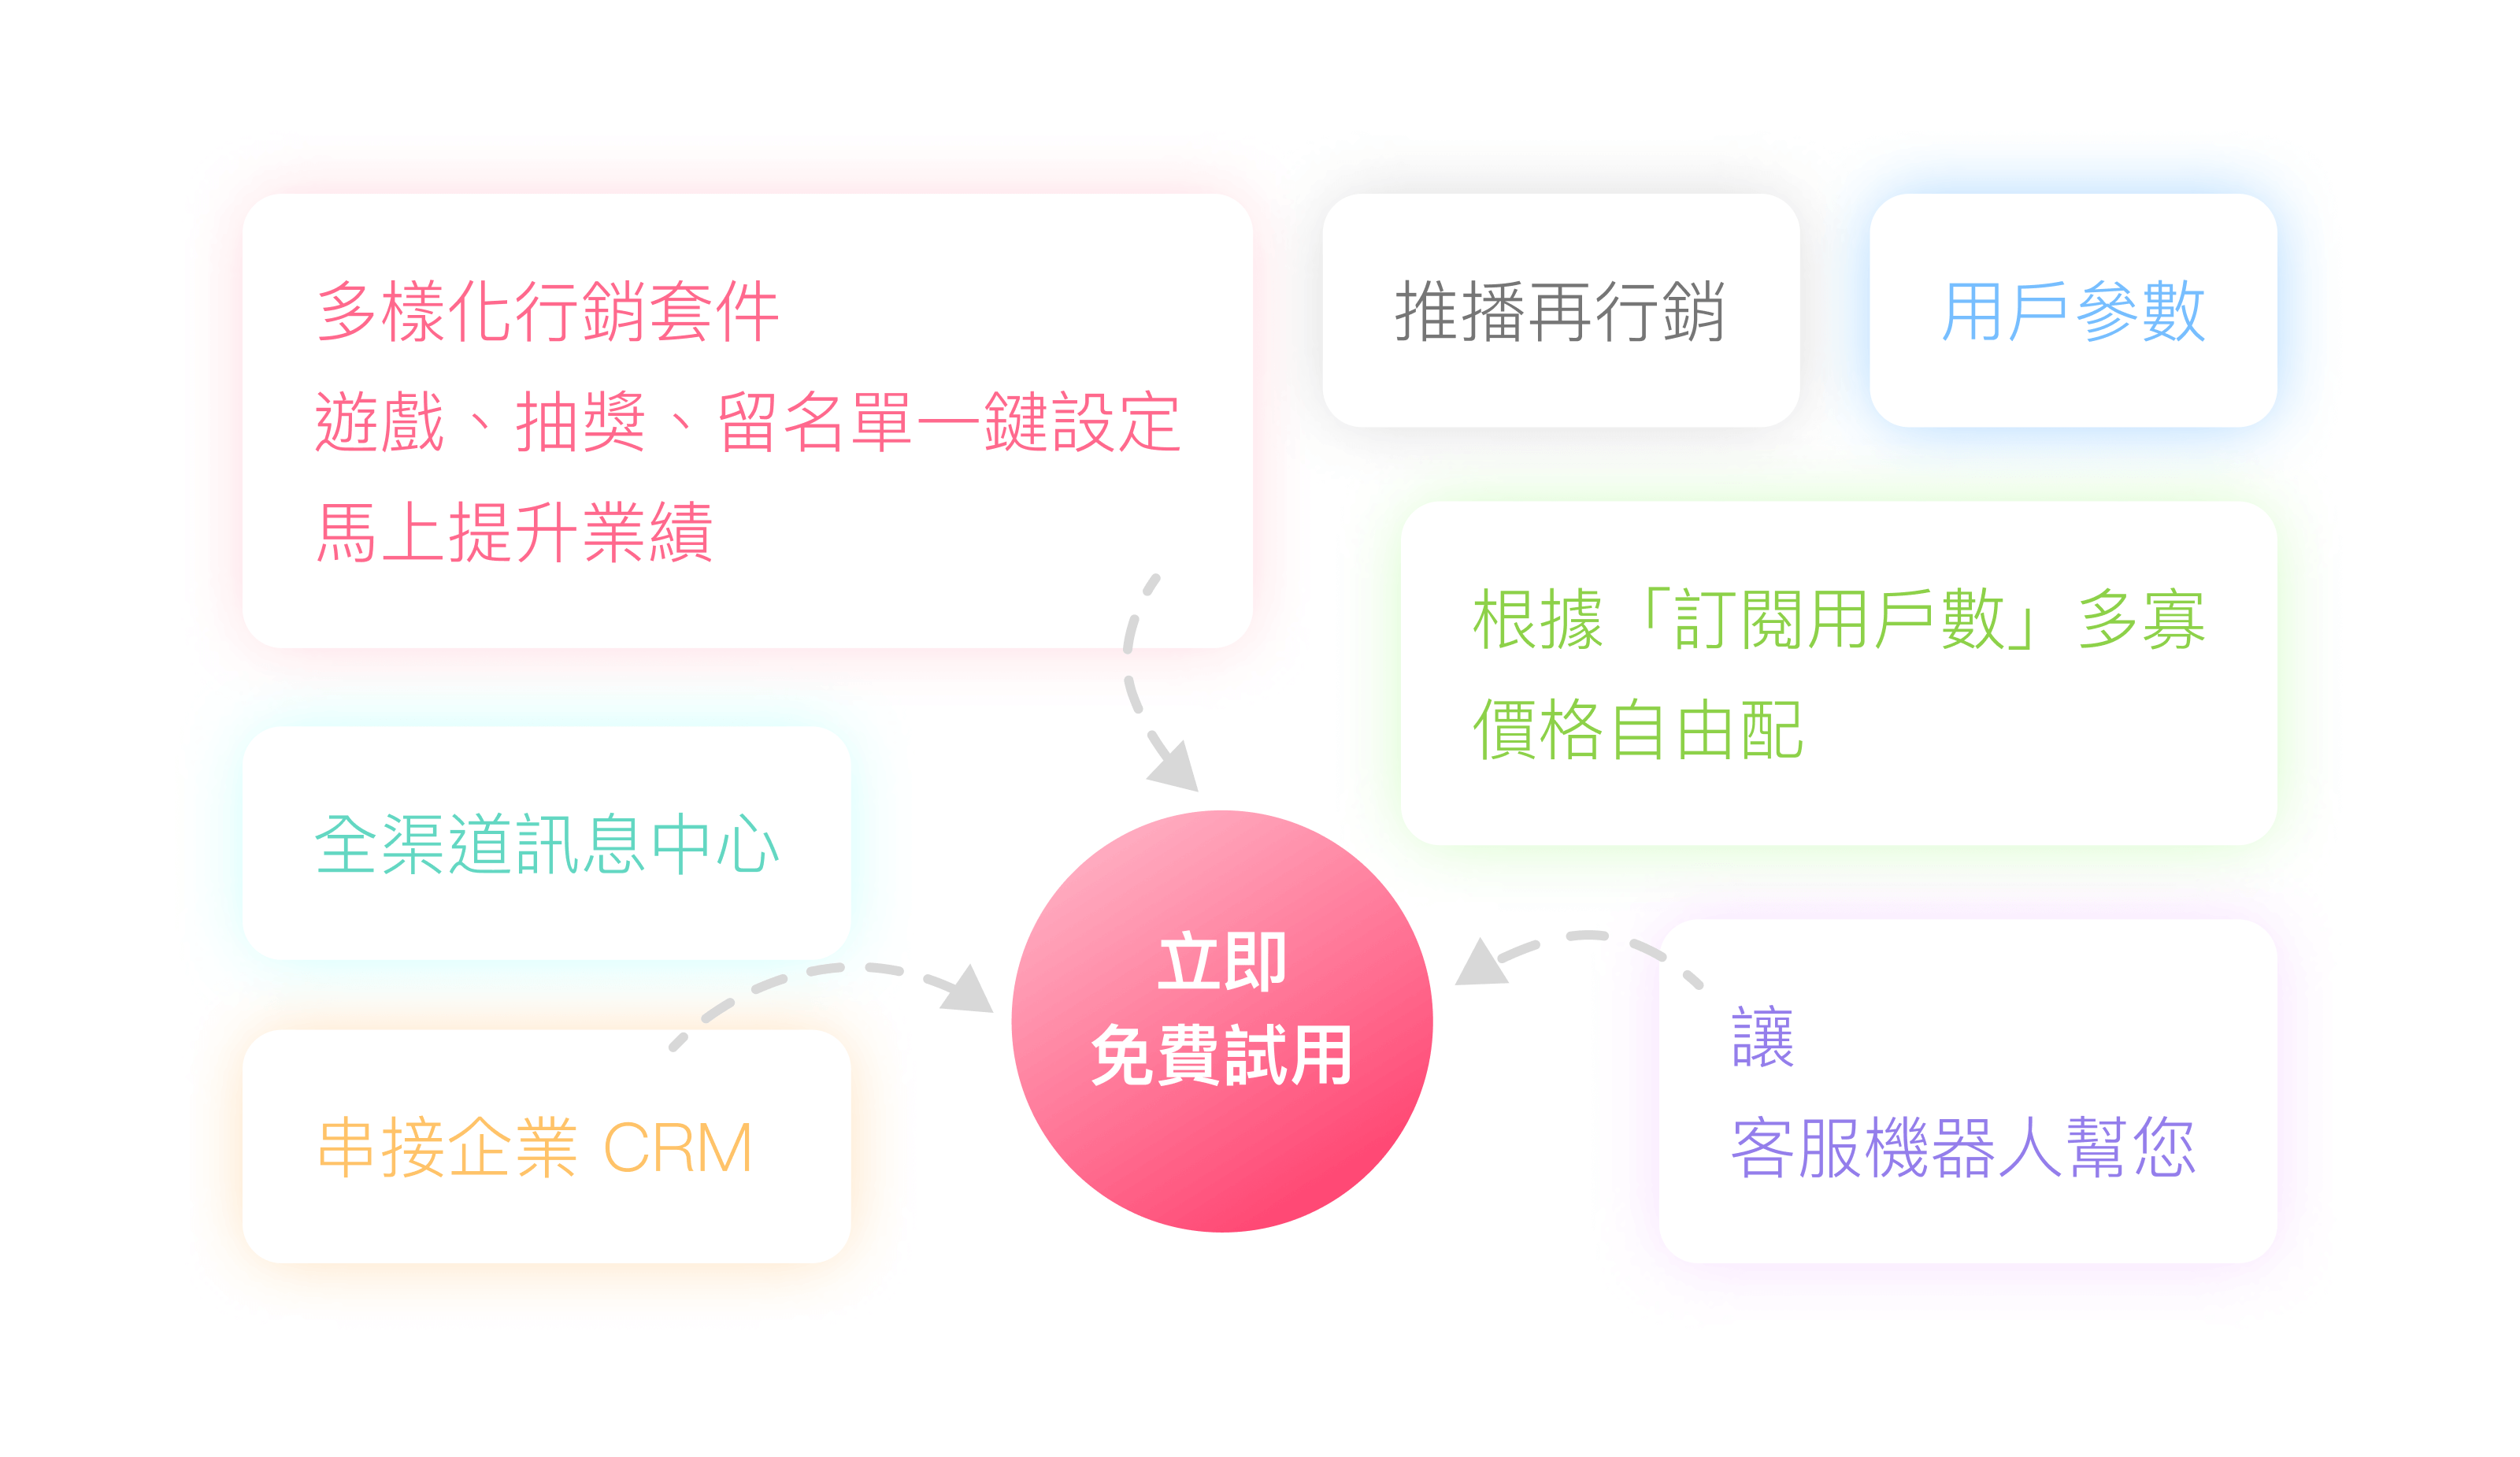 多樣化行銷套件
遊戲、抽獎、留名單一鍵設定
馬上提升業績
推播再行銷
用戶參數
根據「訂閱用戶數」多寡
價格自由配
全渠道訊息中心
串接企業 CRM
立即
免費試用
讓
客服機器人幫您